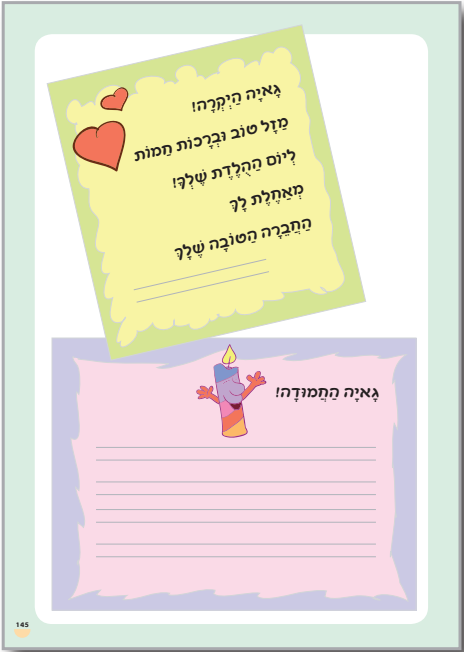 גָּאיָה הַיְקָרָה!
מַזָּל טוֹב וּבְרָכוֹת חַמּוֹת
לְיוֹם הַהֻלֶּדֶת שֶׁלָּךְ!
מְאַחֶלֶת לָךְ
הַחֲבֵרָה הַטּוֹבָה שֶׁלָּךְ
גָּאיָה הַחֲמוּדָה!
145